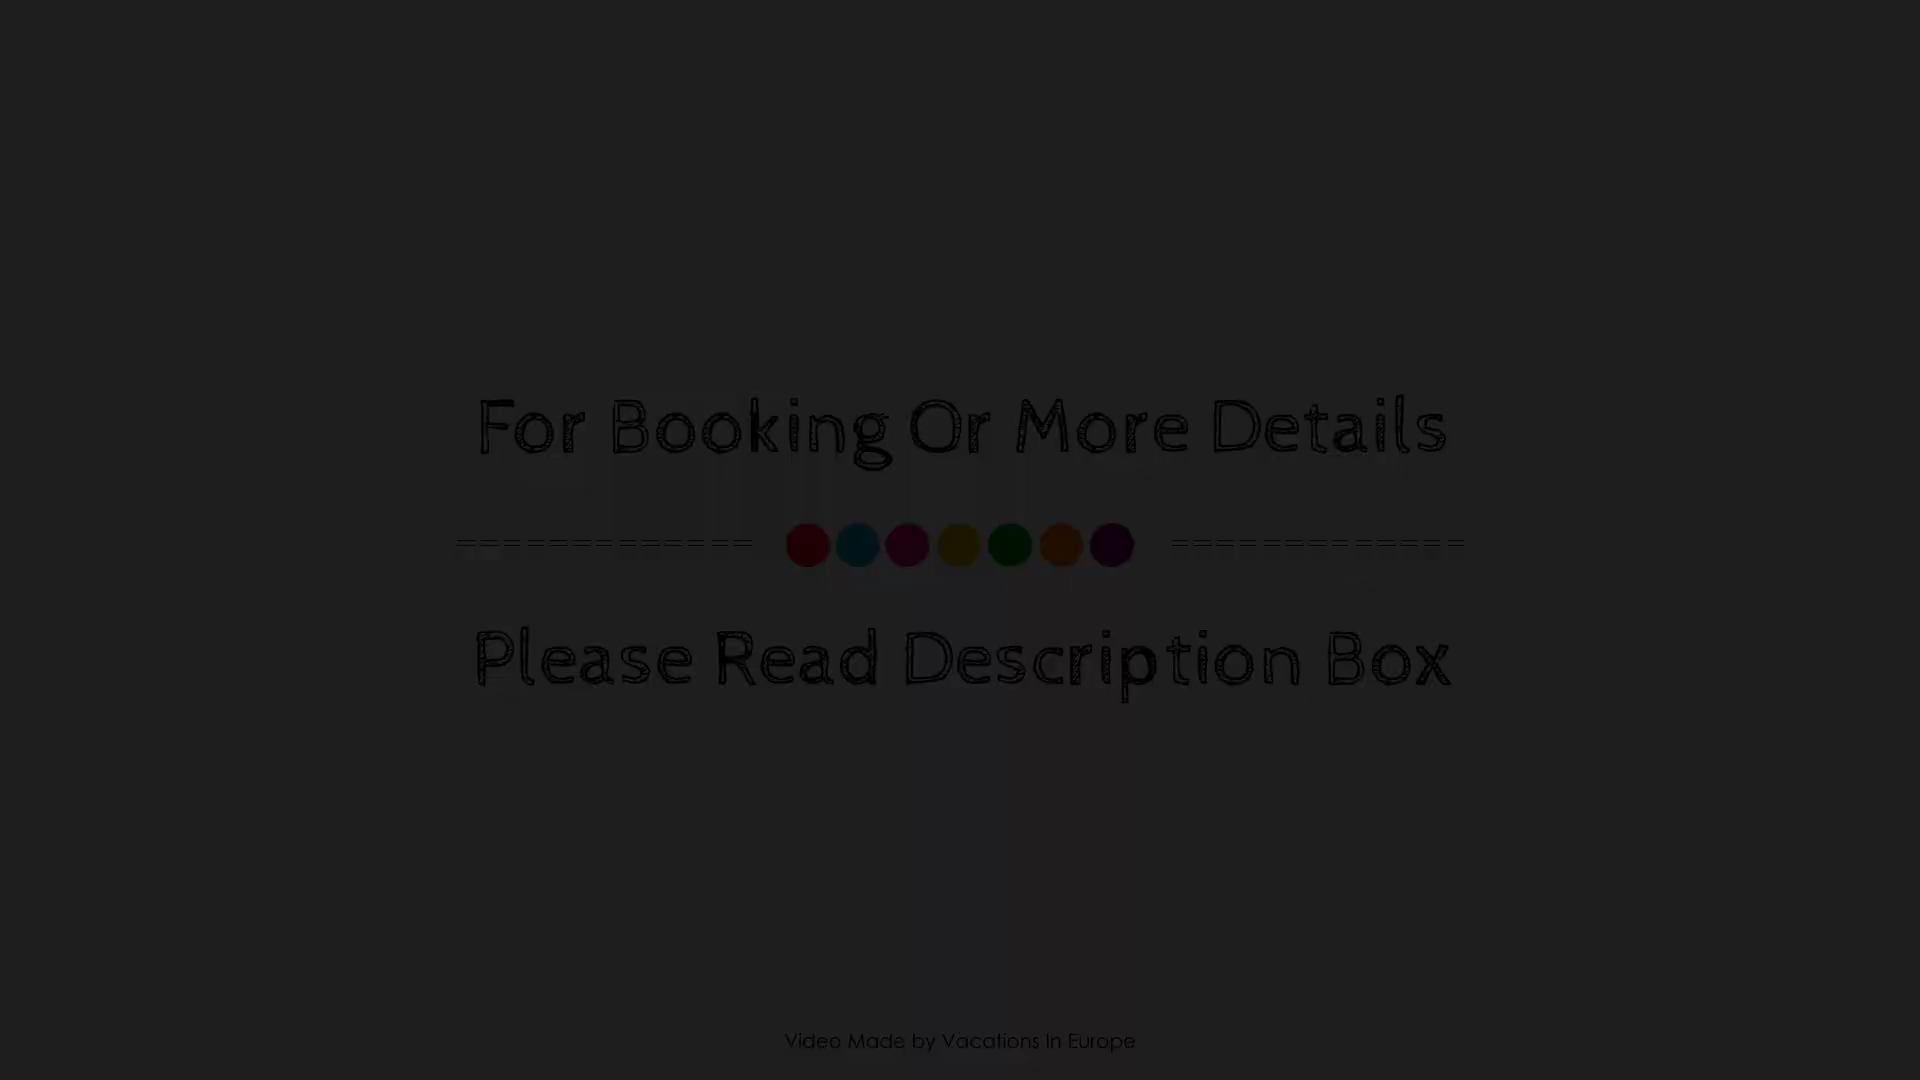 For Booking Or More Details
============= =============
Please Read Description Box
Video Made by Vacations In Europe